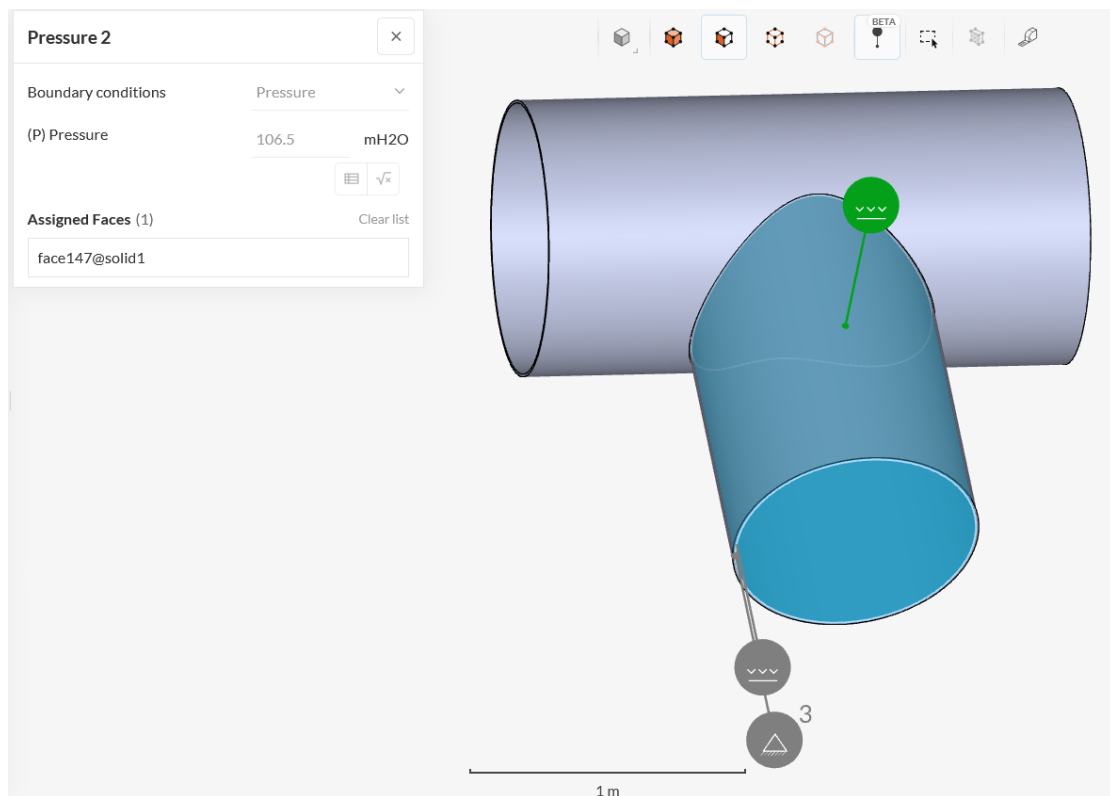 Pressure 2
BETA
Boundary conditions
Pressure
(P) Pressure
106.5
mH2O
Assigned Faces (1)
Clear list
face147@solid1
3
1 m